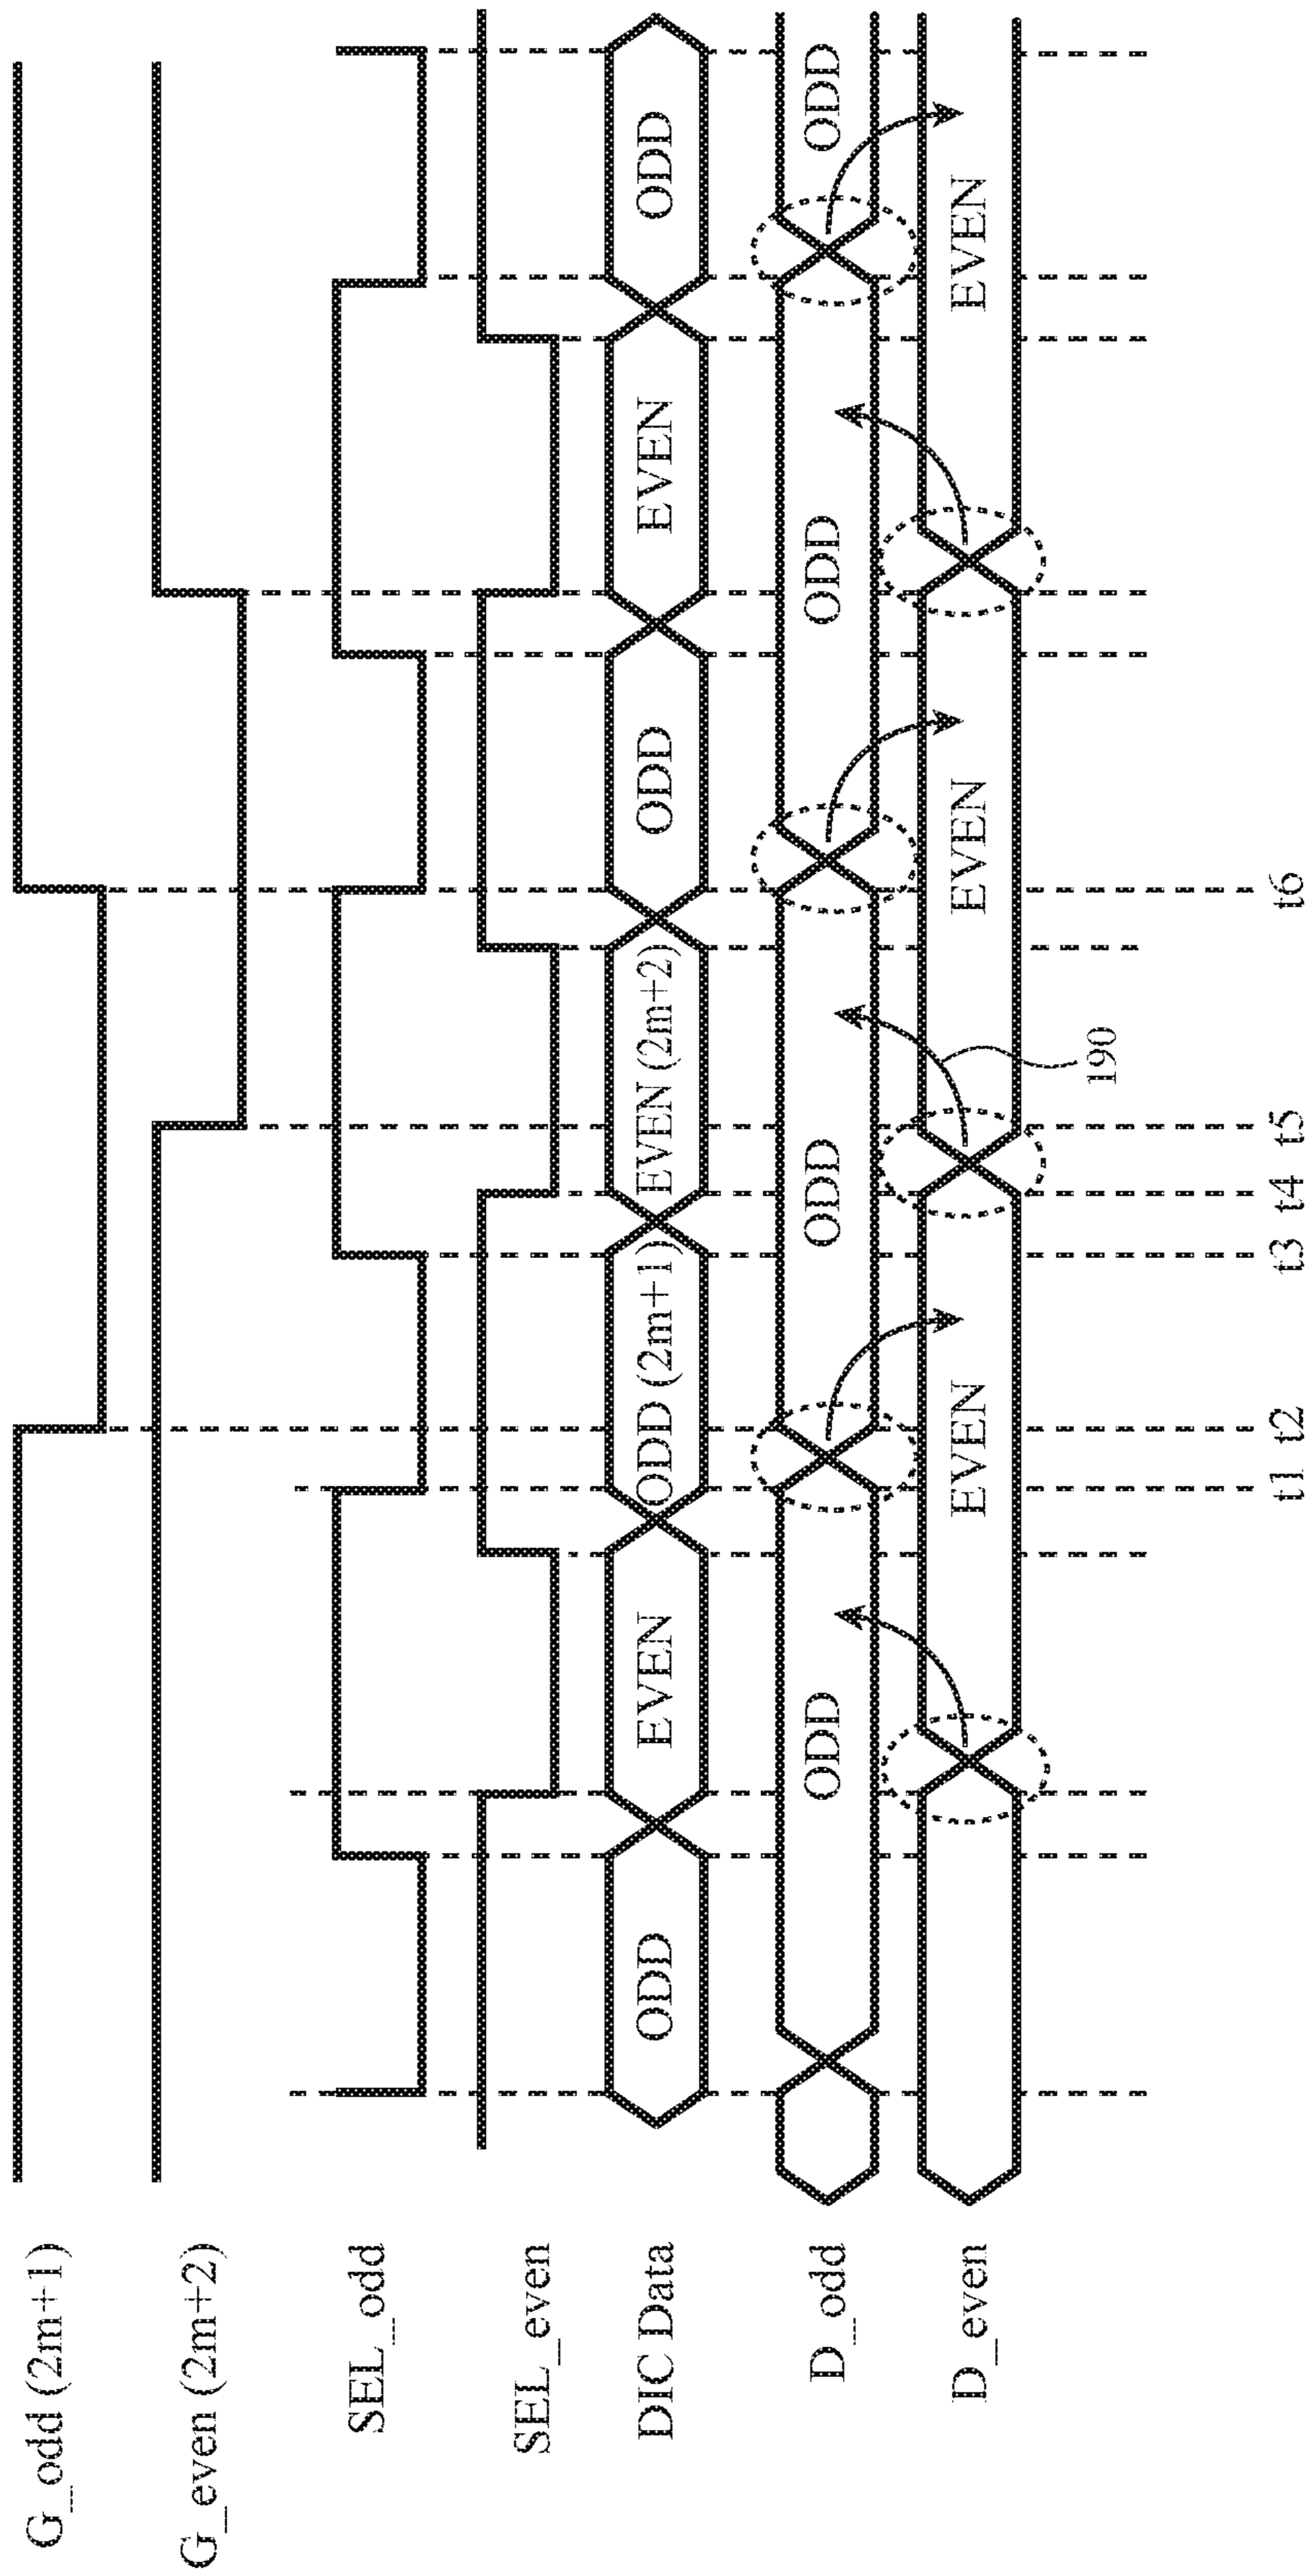 G_odd (2m+1)
G_even (2m+2)
SEL_odd
SEL_even
DIC Data
ODD
EVEN
ODD (2m+1)
EVEN (2m+2)
ODD
EVEN
ODD
D_odd
ODD
ODD
ODD
ODD
D_even
EVEN
EVEN
EVEN
190
t1
t2
t3
t4
t5
t6